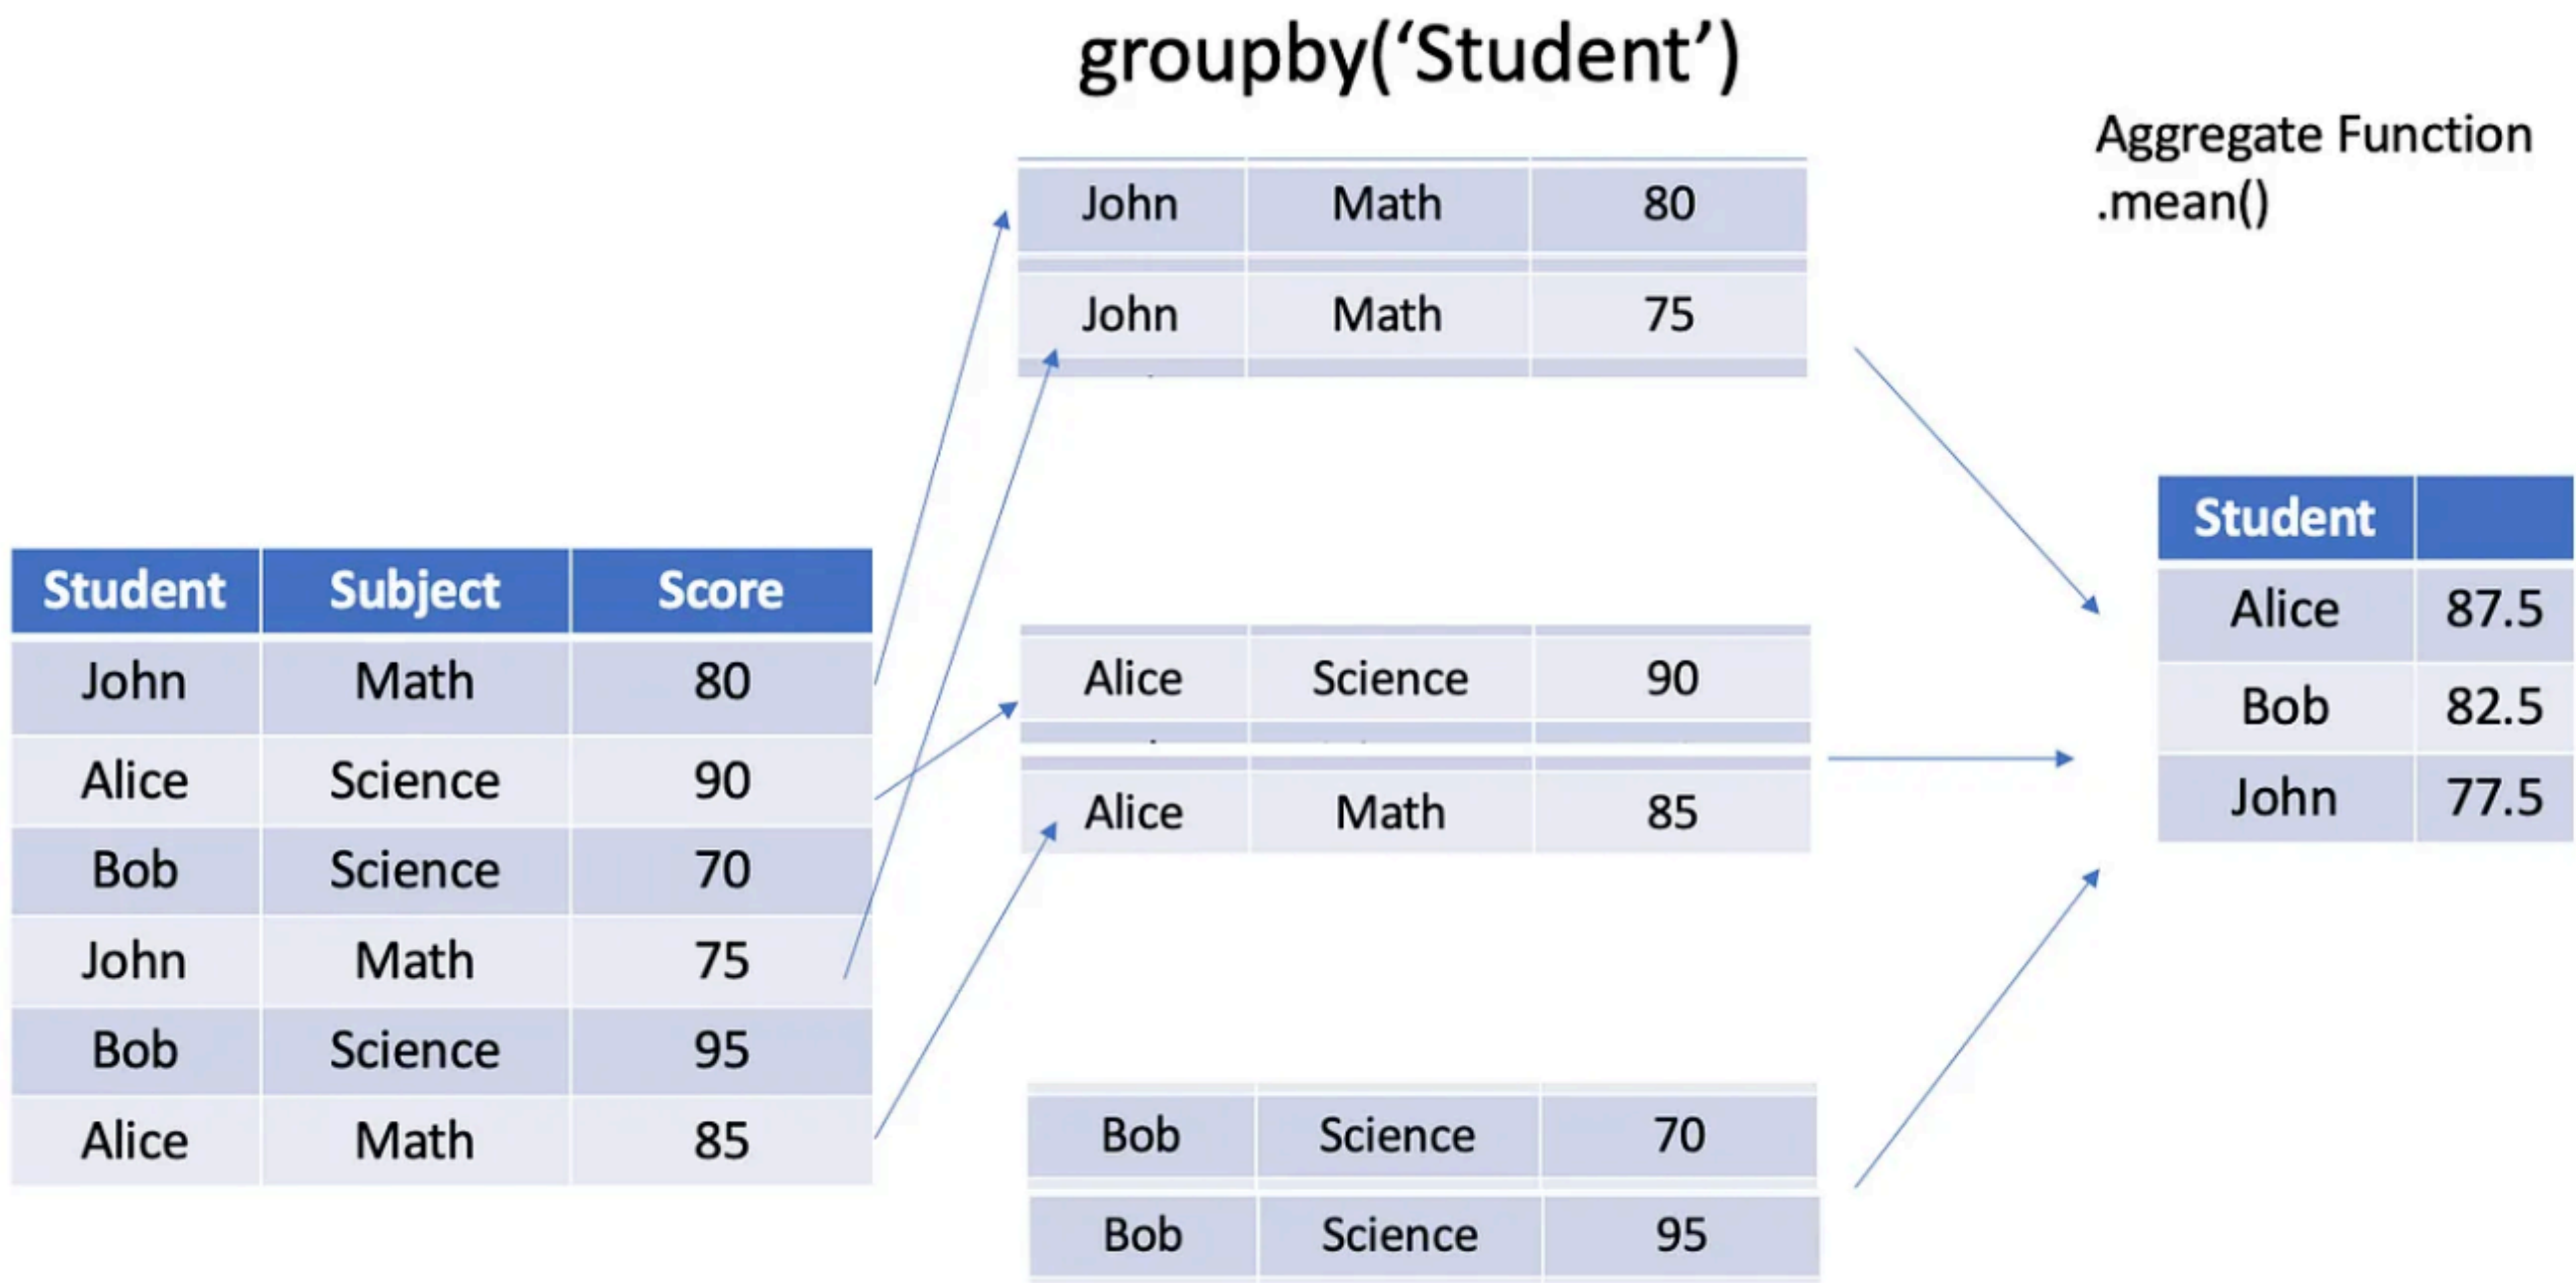 groupby(‘Student’)
Aggregate Function
.mean()
John Math 80
John Math 75
Student Subject Score
John Math 80
Alice Science 90
Bob Science 70
John Math 75
Bob Science 95
Alice Math 85
Alice Science 90
Alice Math 85
Bob Science 70
Bob Science 95
Student
Alice 87.5
Bob 82.5
John 77.5